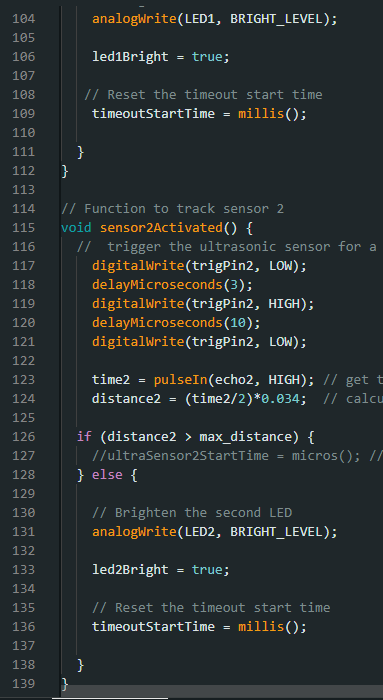 104 analogWrite(LED1, BRIGHT_LEVEL);
105
106 led1Bright = true;
107
108 // Reset the timeout start time
109 timeoutStartTime = millis();
110
111 }
112 }
113
114 // Function to track sensor 2
115 void sensor2Activated() {
116 //  trigger the ultrasonic sensor for a
117 digitalWrite(trigPin2, LOW);
118 delayMicroseconds(3);
119 digitalWrite(trigPin2, HIGH);
120 delayMicroseconds(10);
121 digitalWrite(trigPin2, LOW);
122
123 time2 = pulseIn(echo2, HIGH); // get t
124 distance2 = (time2/2)*0.034;  // calcu
125
126 if (distance2 > max_distance) {
127 //ultraSensor2StartTime = micros(); //
128 } else {
129
130 // Brighten the second LED
131 analogWrite(LED2, BRIGHT_LEVEL);
132
133 led2Bright = true;
134
135 // Reset the timeout start time
136 timeoutStartTime = millis();
137
138 }
139 }